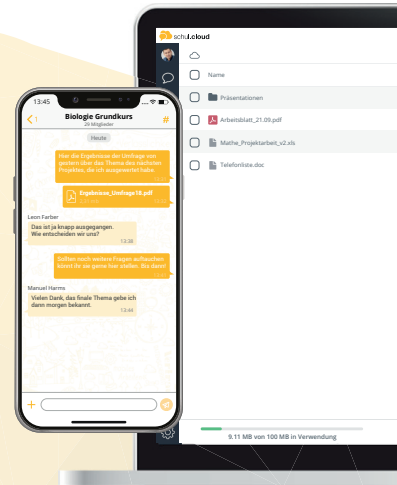 schul.cloud
Name
Präsentationen
Arbeitsblatt_21.09.pdf
Mathe_Projektarbeit_v2.xls
Telefonliste.doc
9.11 MB von 100 MB in Verwendung
13:45
1
Biologie Grundkurs
29 Mitglieder
#
Heute
Hier die Ergebnisse der Umfrage von
gestern über das Thema des nächsten
Projektes, die ich ausgewertet habe.
Ergebnisse_Umfrage18.pdf
Leon Farber
Das ist ja knapp ausgegangen.
Wie entscheiden wir uns?
13:38
Sollten noch weitere Fragen auftauchen
könnt ihr sie gerne hier stellen. Bis dann!
Manuel Harms
Vielen Dank, das finale Thema gebe ich
dann morgen bekannt.
13:44